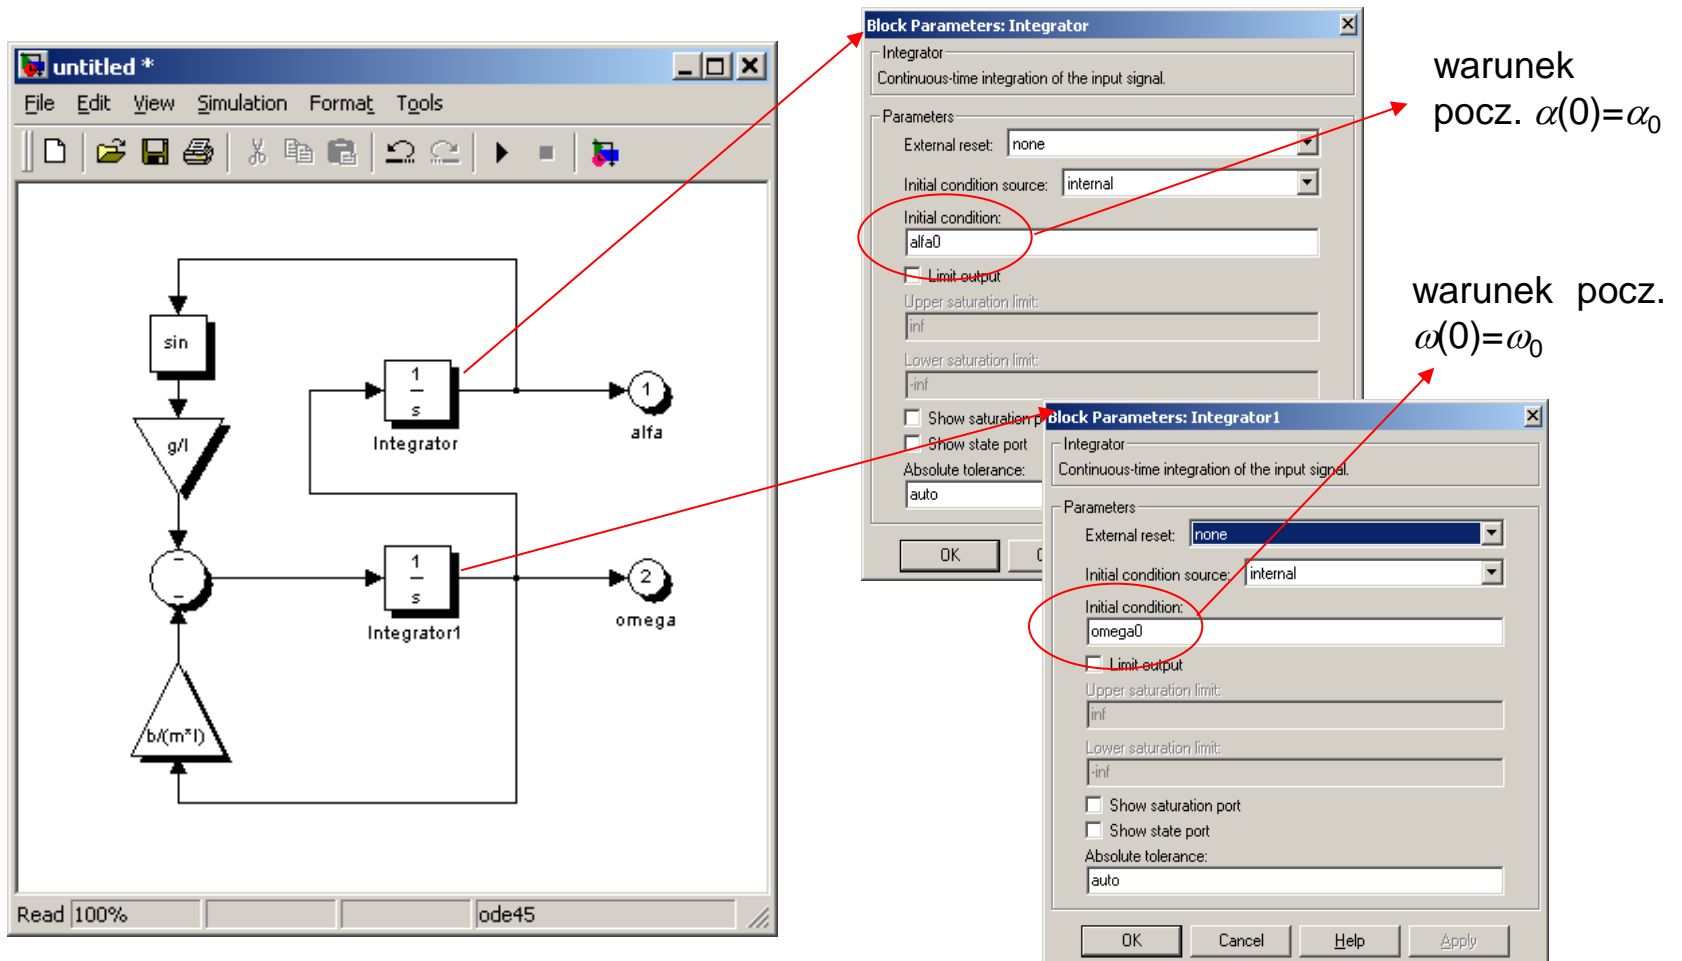 untitled *
File Edit View Simulation Format Tools
sin
g/l
b/(m*l)
1
s
Integrator
1
alfa
1
s
Integrator1
2
omega
Read 100% ode45
Block Parameters: Integrator
Integrator
Continuous-time integration of the input signal.
Parameters
External reset: none
Initial condition source: internal
Initial condition:
alfa0
Limit output
Upper saturation limit:
inf
Lower saturation limit:
-inf
Show saturation p
Show state port
Absolute tolerance:
auto
OK
Block Parameters: Integrator1
Integrator
Continuous-time integration of the input signal.
Parameters
External reset: none
Initial condition source: internal
Initial condition:
omega0
Limit output
Upper saturation limit:
inf
Lower saturation limit:
-inf
Show saturation port
Show state port
Absolute tolerance:
auto
OK Cancel Help Apply
warunek
pocz. α(0)=α₀
warunek pocz.
ω(0)=ω₀